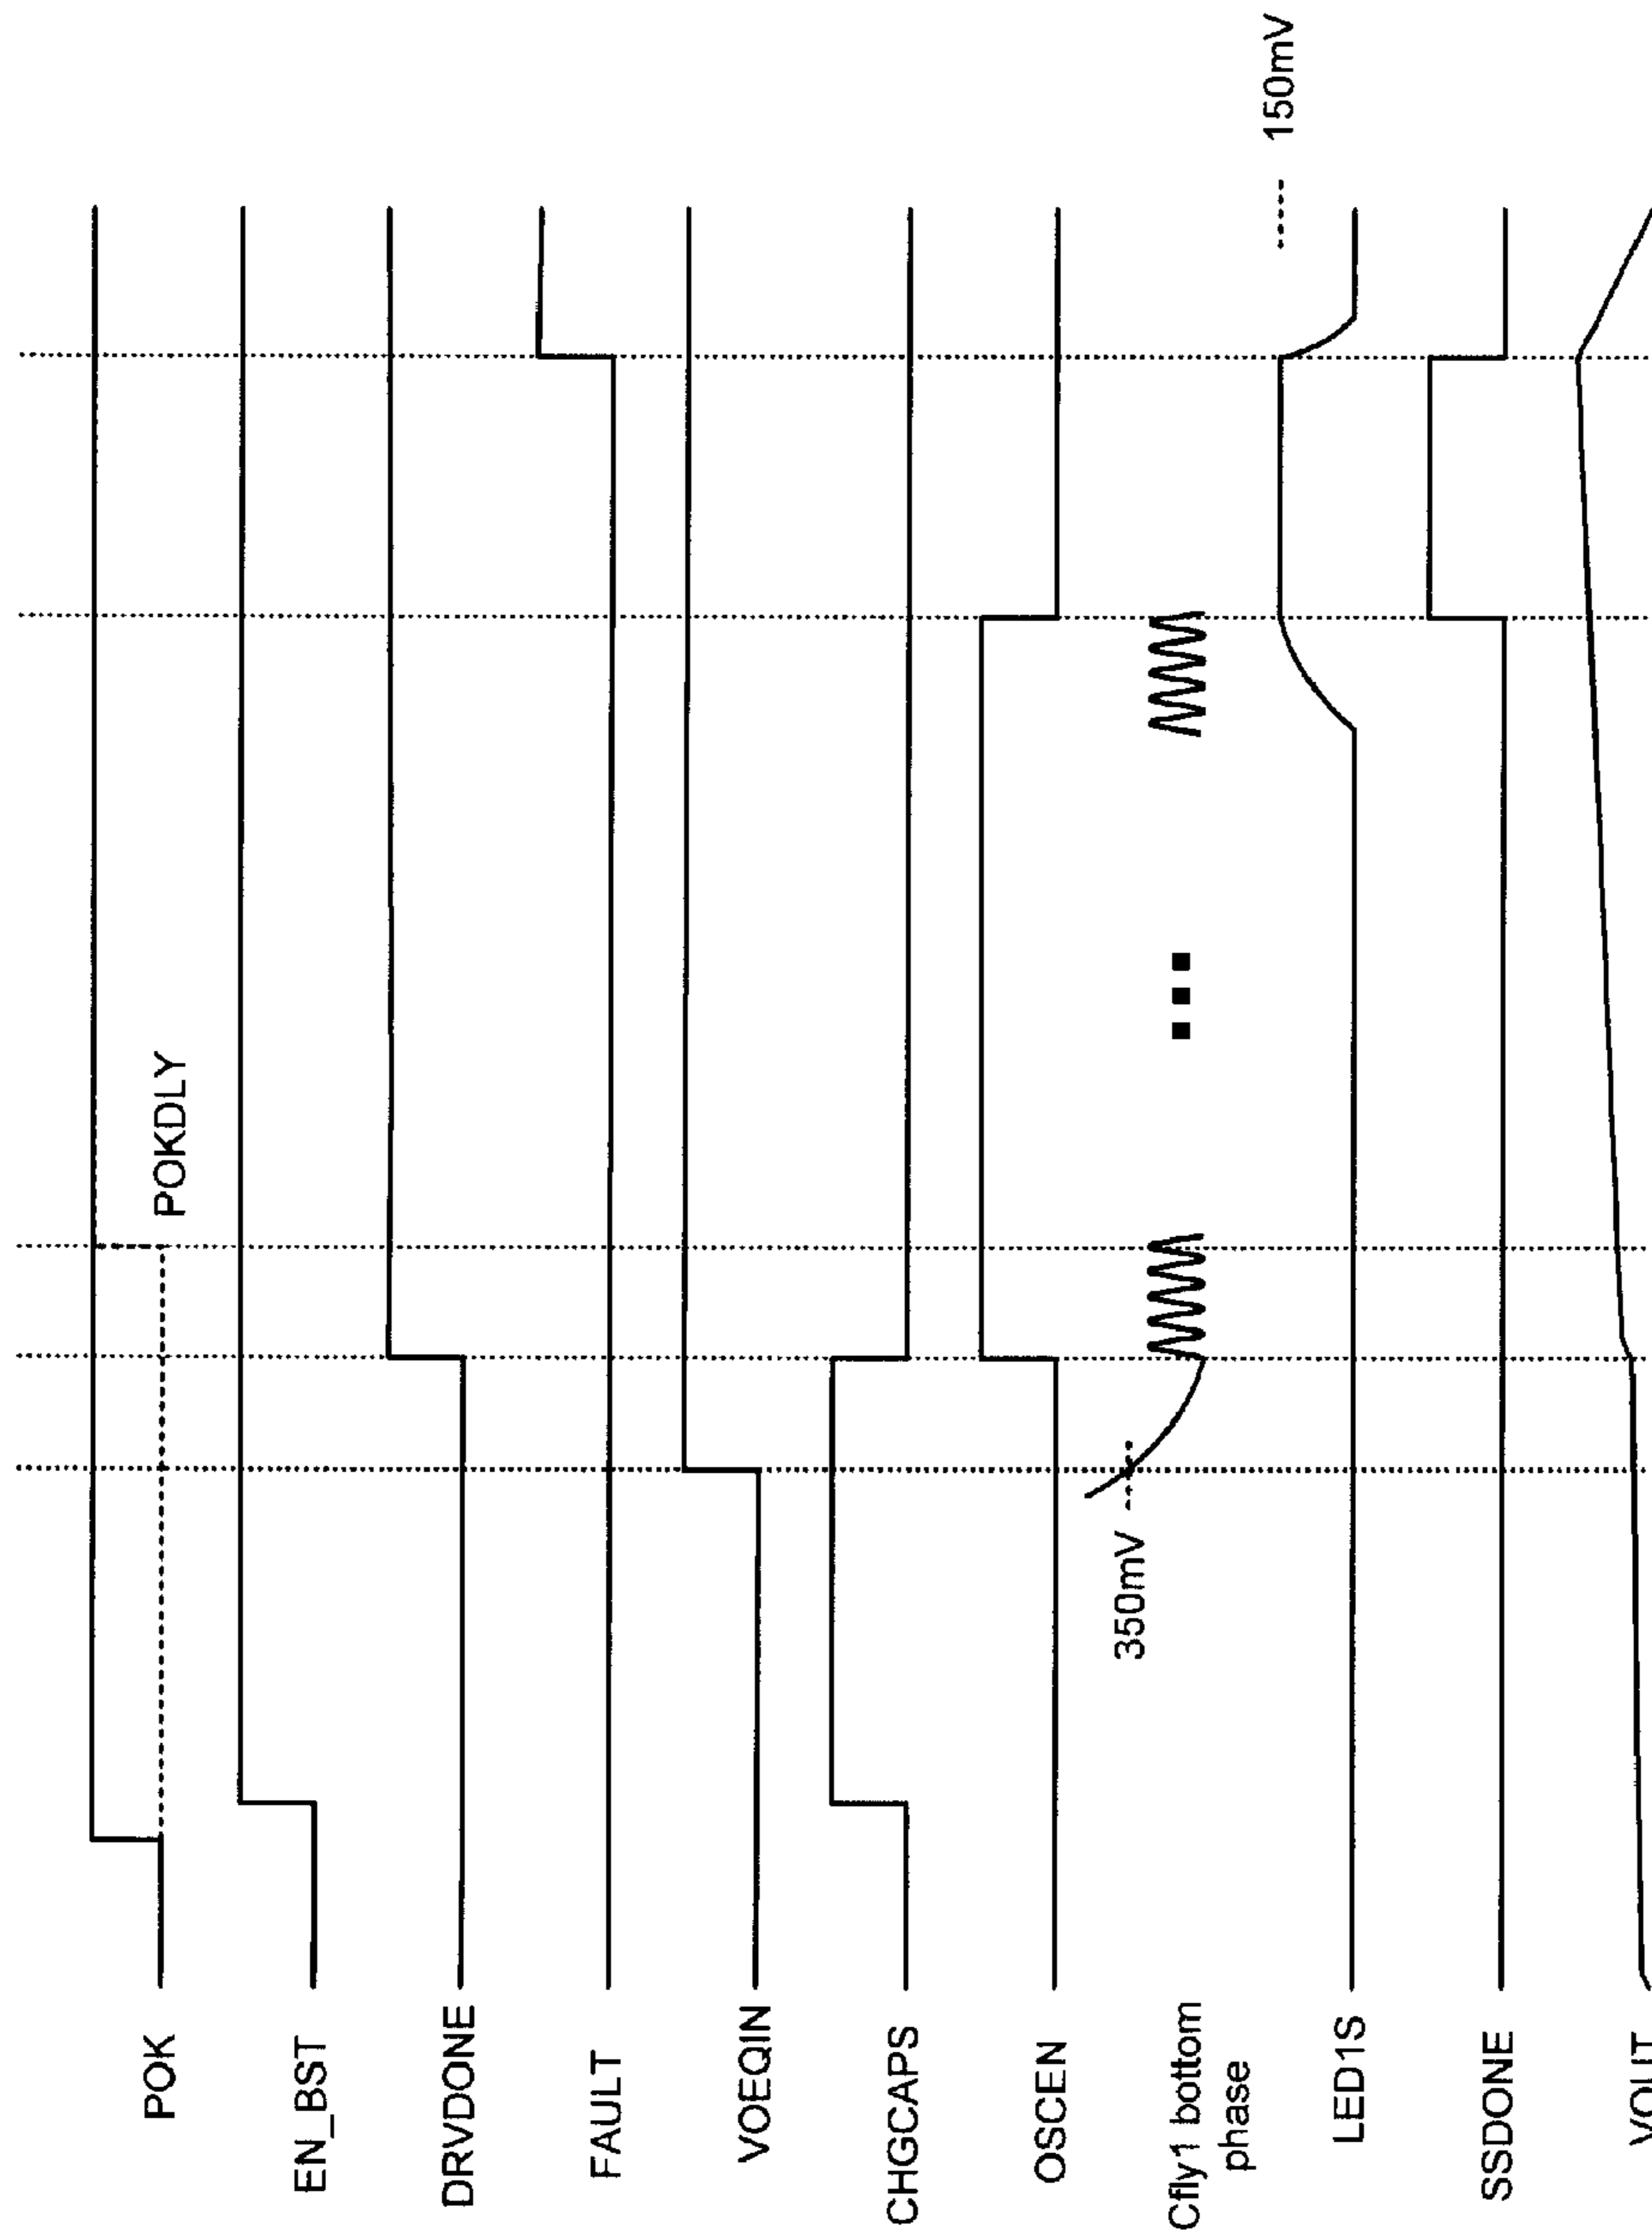 POK
POKDLY
EN_BST
DRVDONE
FAULT
VOEQIN
CHGCAPS
OSCEN
350mV
Cfly1 bottom
phase
150mV
LED1S
SSDONE
VOUT